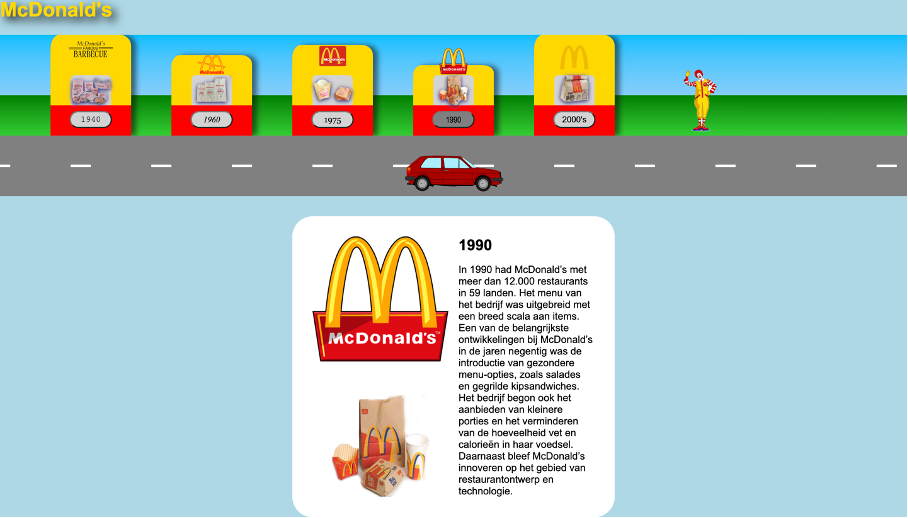 McDonald's
McDonald's
FAMOUS
BARBECUE
McDonald's
McDonald's
McDonald's
1940
1960
1975
1990
2000's
1990
In 1990 had McDonald's met
meer dan 12.000 restaurants
in 59 landen. Het menu van
het bedrijf was uitgebreid met
een breed scala aan items.
Een van de belangrijkste
ontwikkelingen bij McDonald's
in de jaren negentig was de
introductie van gezondere
menu-opties, zoals salades
en gegrilde kipsandwiches.
Het bedrijf begon ook het
aanbieden van kleinere
porties en het verminderen
van de hoeveelheid vet en
calorieën in haar voedsel.
Daarnaast bleef McDonald's
innoveren op het gebied van
restaurantontwerp en
technologie.
McDonald's™